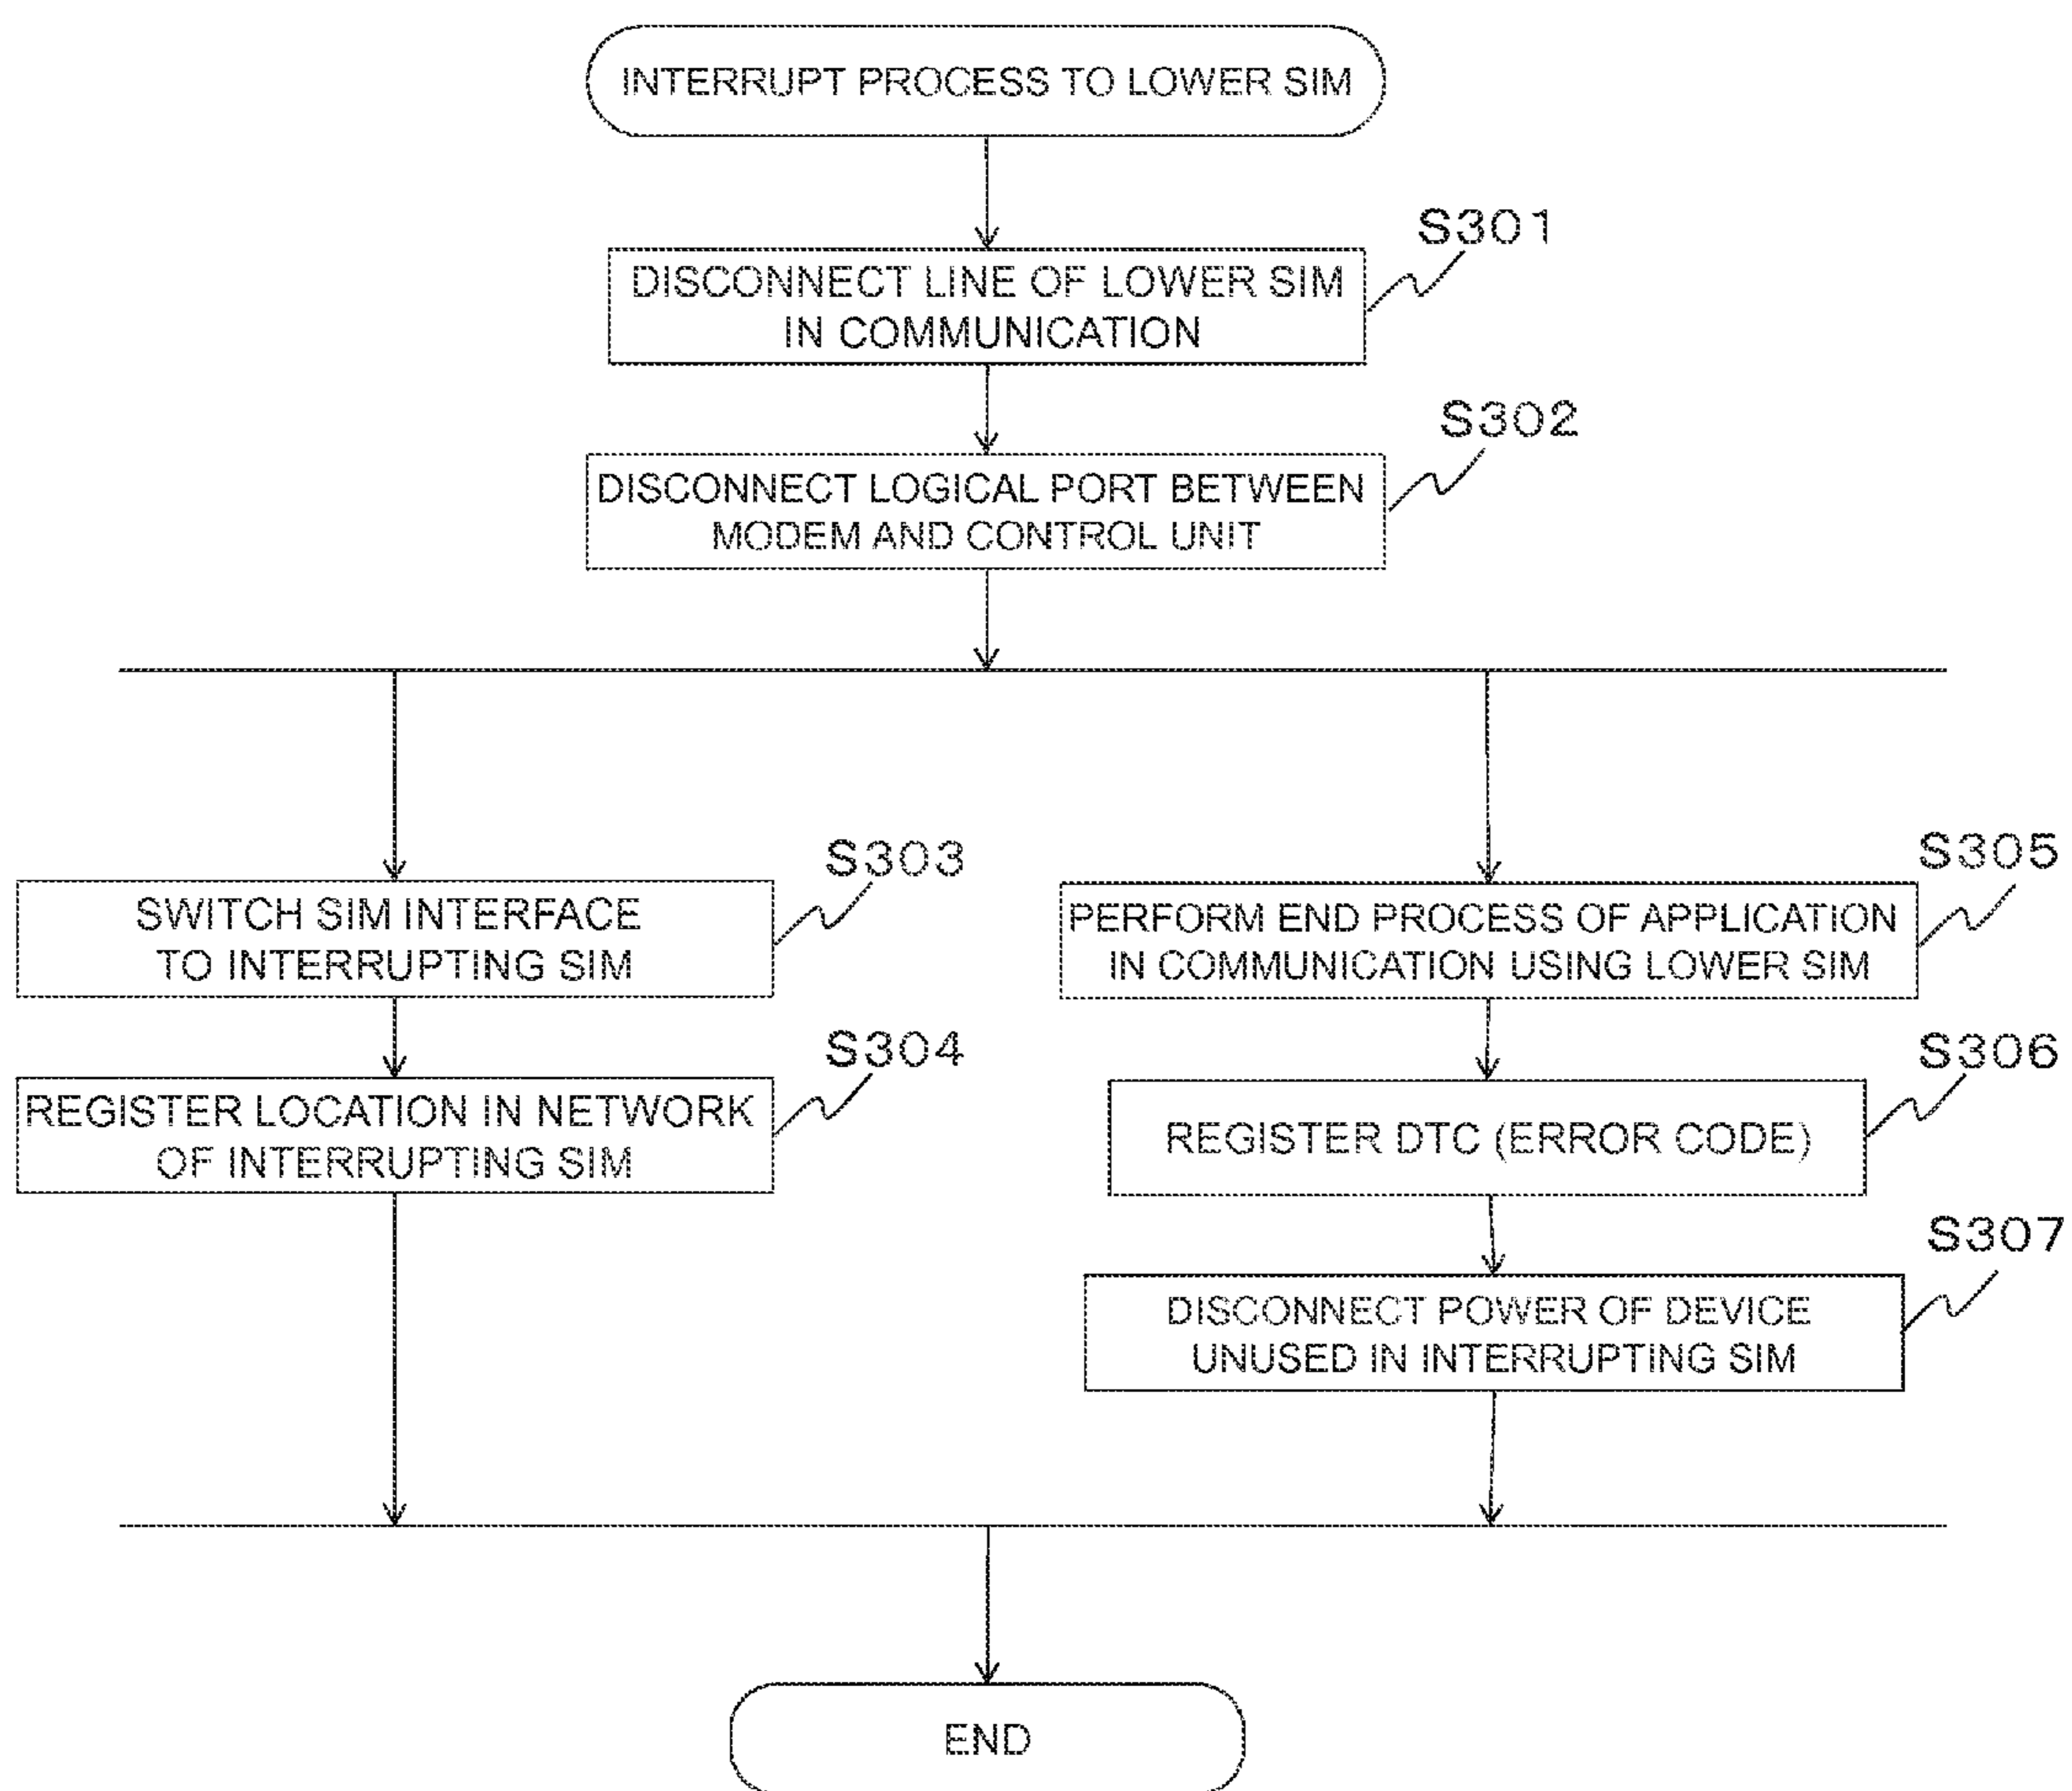 INTERRUPT PROCESS TO LOWER SIM
S301
DISCONNECT LINE OF LOWER SIM
IN COMMUNICATION
S302
DISCONNECT LOGICAL PORT BETWEEN
MODEM AND CONTROL UNIT
S303
SWITCH SIM INTERFACE
TO INTERRUPTING SIM
S304
REGISTER LOCATION IN NETWORK
OF INTERRUPTING SIM
S305
PERFORM END PROCESS OF APPLICATION
IN COMMUNICATION USING LOWER SIM
S306
REGISTER DTC (ERROR CODE)
S307
DISCONNECT POWER OF DEVICE
UNUSED IN INTERRUPTING SIM
END